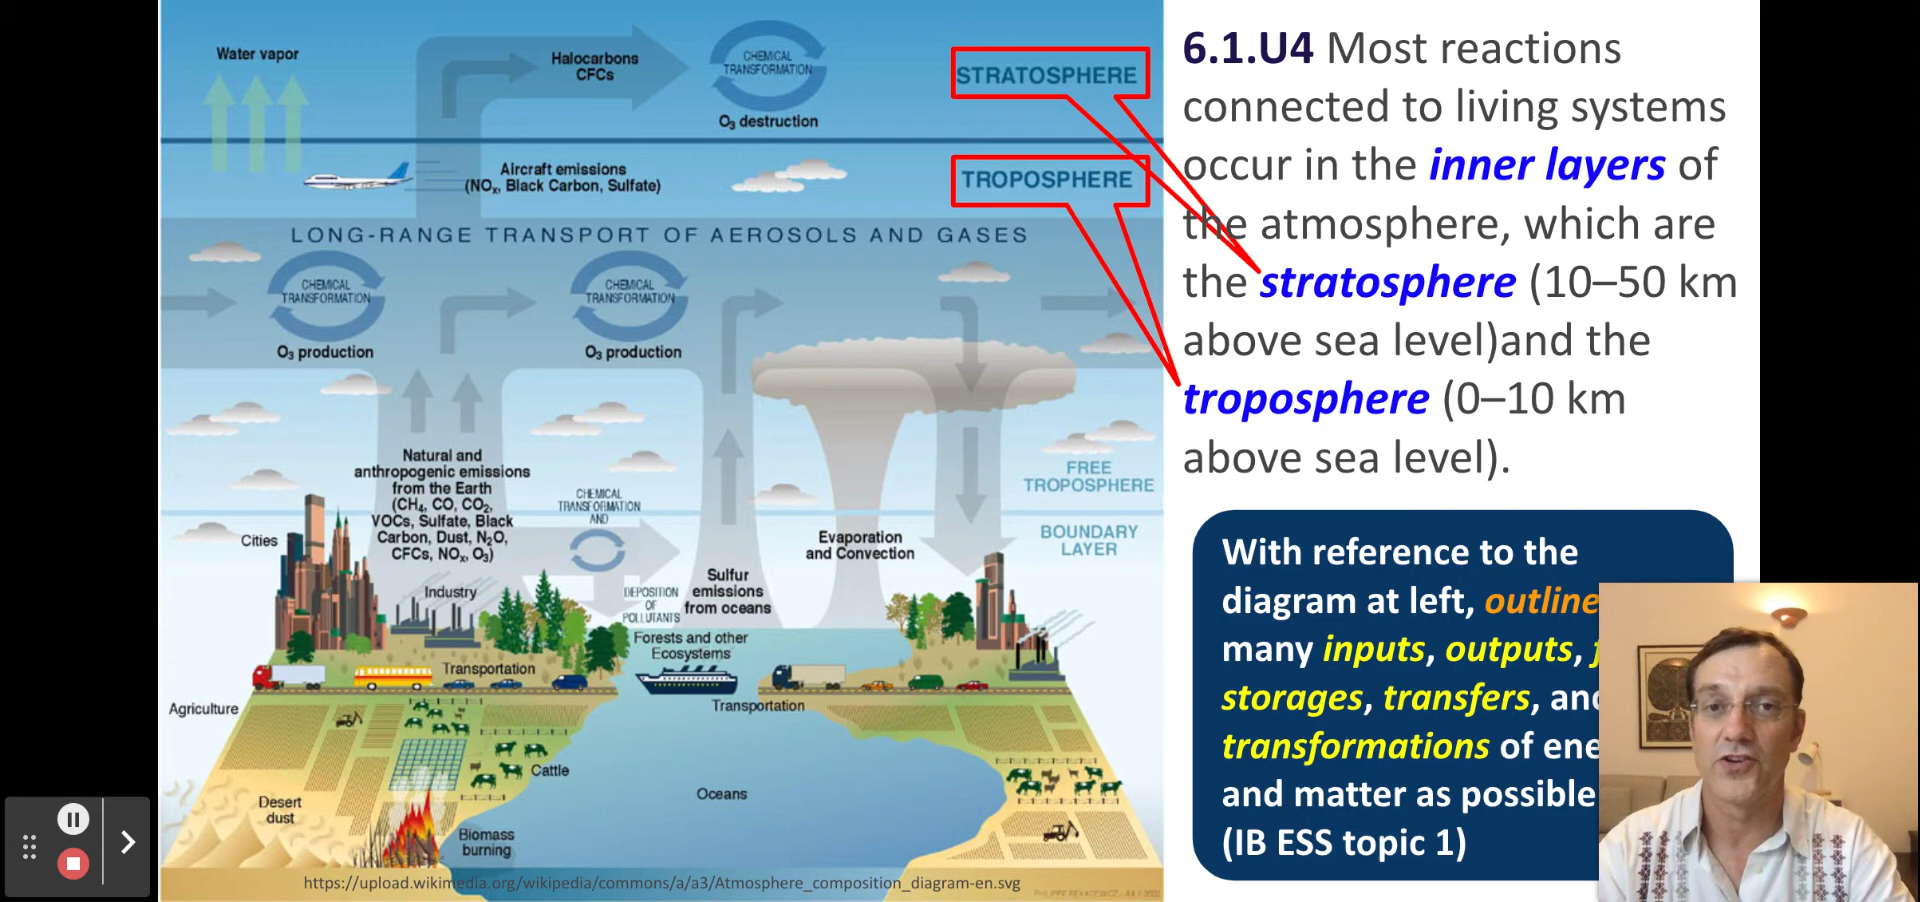 Water vapor
Halocarbons
CFCs
CHEMICAL
TRANSFORMATION
O₃ destruction
STRATOSPHERE
Aircraft emissions
(NOₓ, Black Carbon, Sulfate)
TROPOSPHERE
LONG-RANGE TRANSPORT OF AEROSOLS AND GASES
CHEMICAL
TRANSFORMATION
O₃ production
CHEMICAL
TRANSFORMATION
O₃ production
Natural and
anthropogenic emissions
from the Earth
(CH₄, CO, CO₂,
VOCs, Sulfate, Black
Carbon, Dust, N₂O,
CFCs, NOₓ, O₃)
CHEMICAL
TRANSFORMATION
AND
DEPOSITION
OF
POLLUTANTS
FREE
TROPOSPHERE
BOUNDARY
LAYER
Cities
Industry
Sulfur
emissions
from oceans
Evaporation
and Convection
Forests and other
Ecosystems
Transportation
Transportation
Agriculture
Cattle
Oceans
Desert
dust
Biomass
burning
https://upload.wikimedia.org/wikipedia/commons/a/a3/Atmosphere_composition_diagram-en.svg
6.1.U4 Most reactions
connected to living systems
occur in the inner layers of
the atmosphere, which are
the stratosphere (10–50 km
above sea level)and the
troposphere (0–10 km
above sea level).
With reference to the
diagram at left, outline
many inputs, outputs,
storages, transfers, and
transformations of
and matter as possible
(IB ESS topic 1)